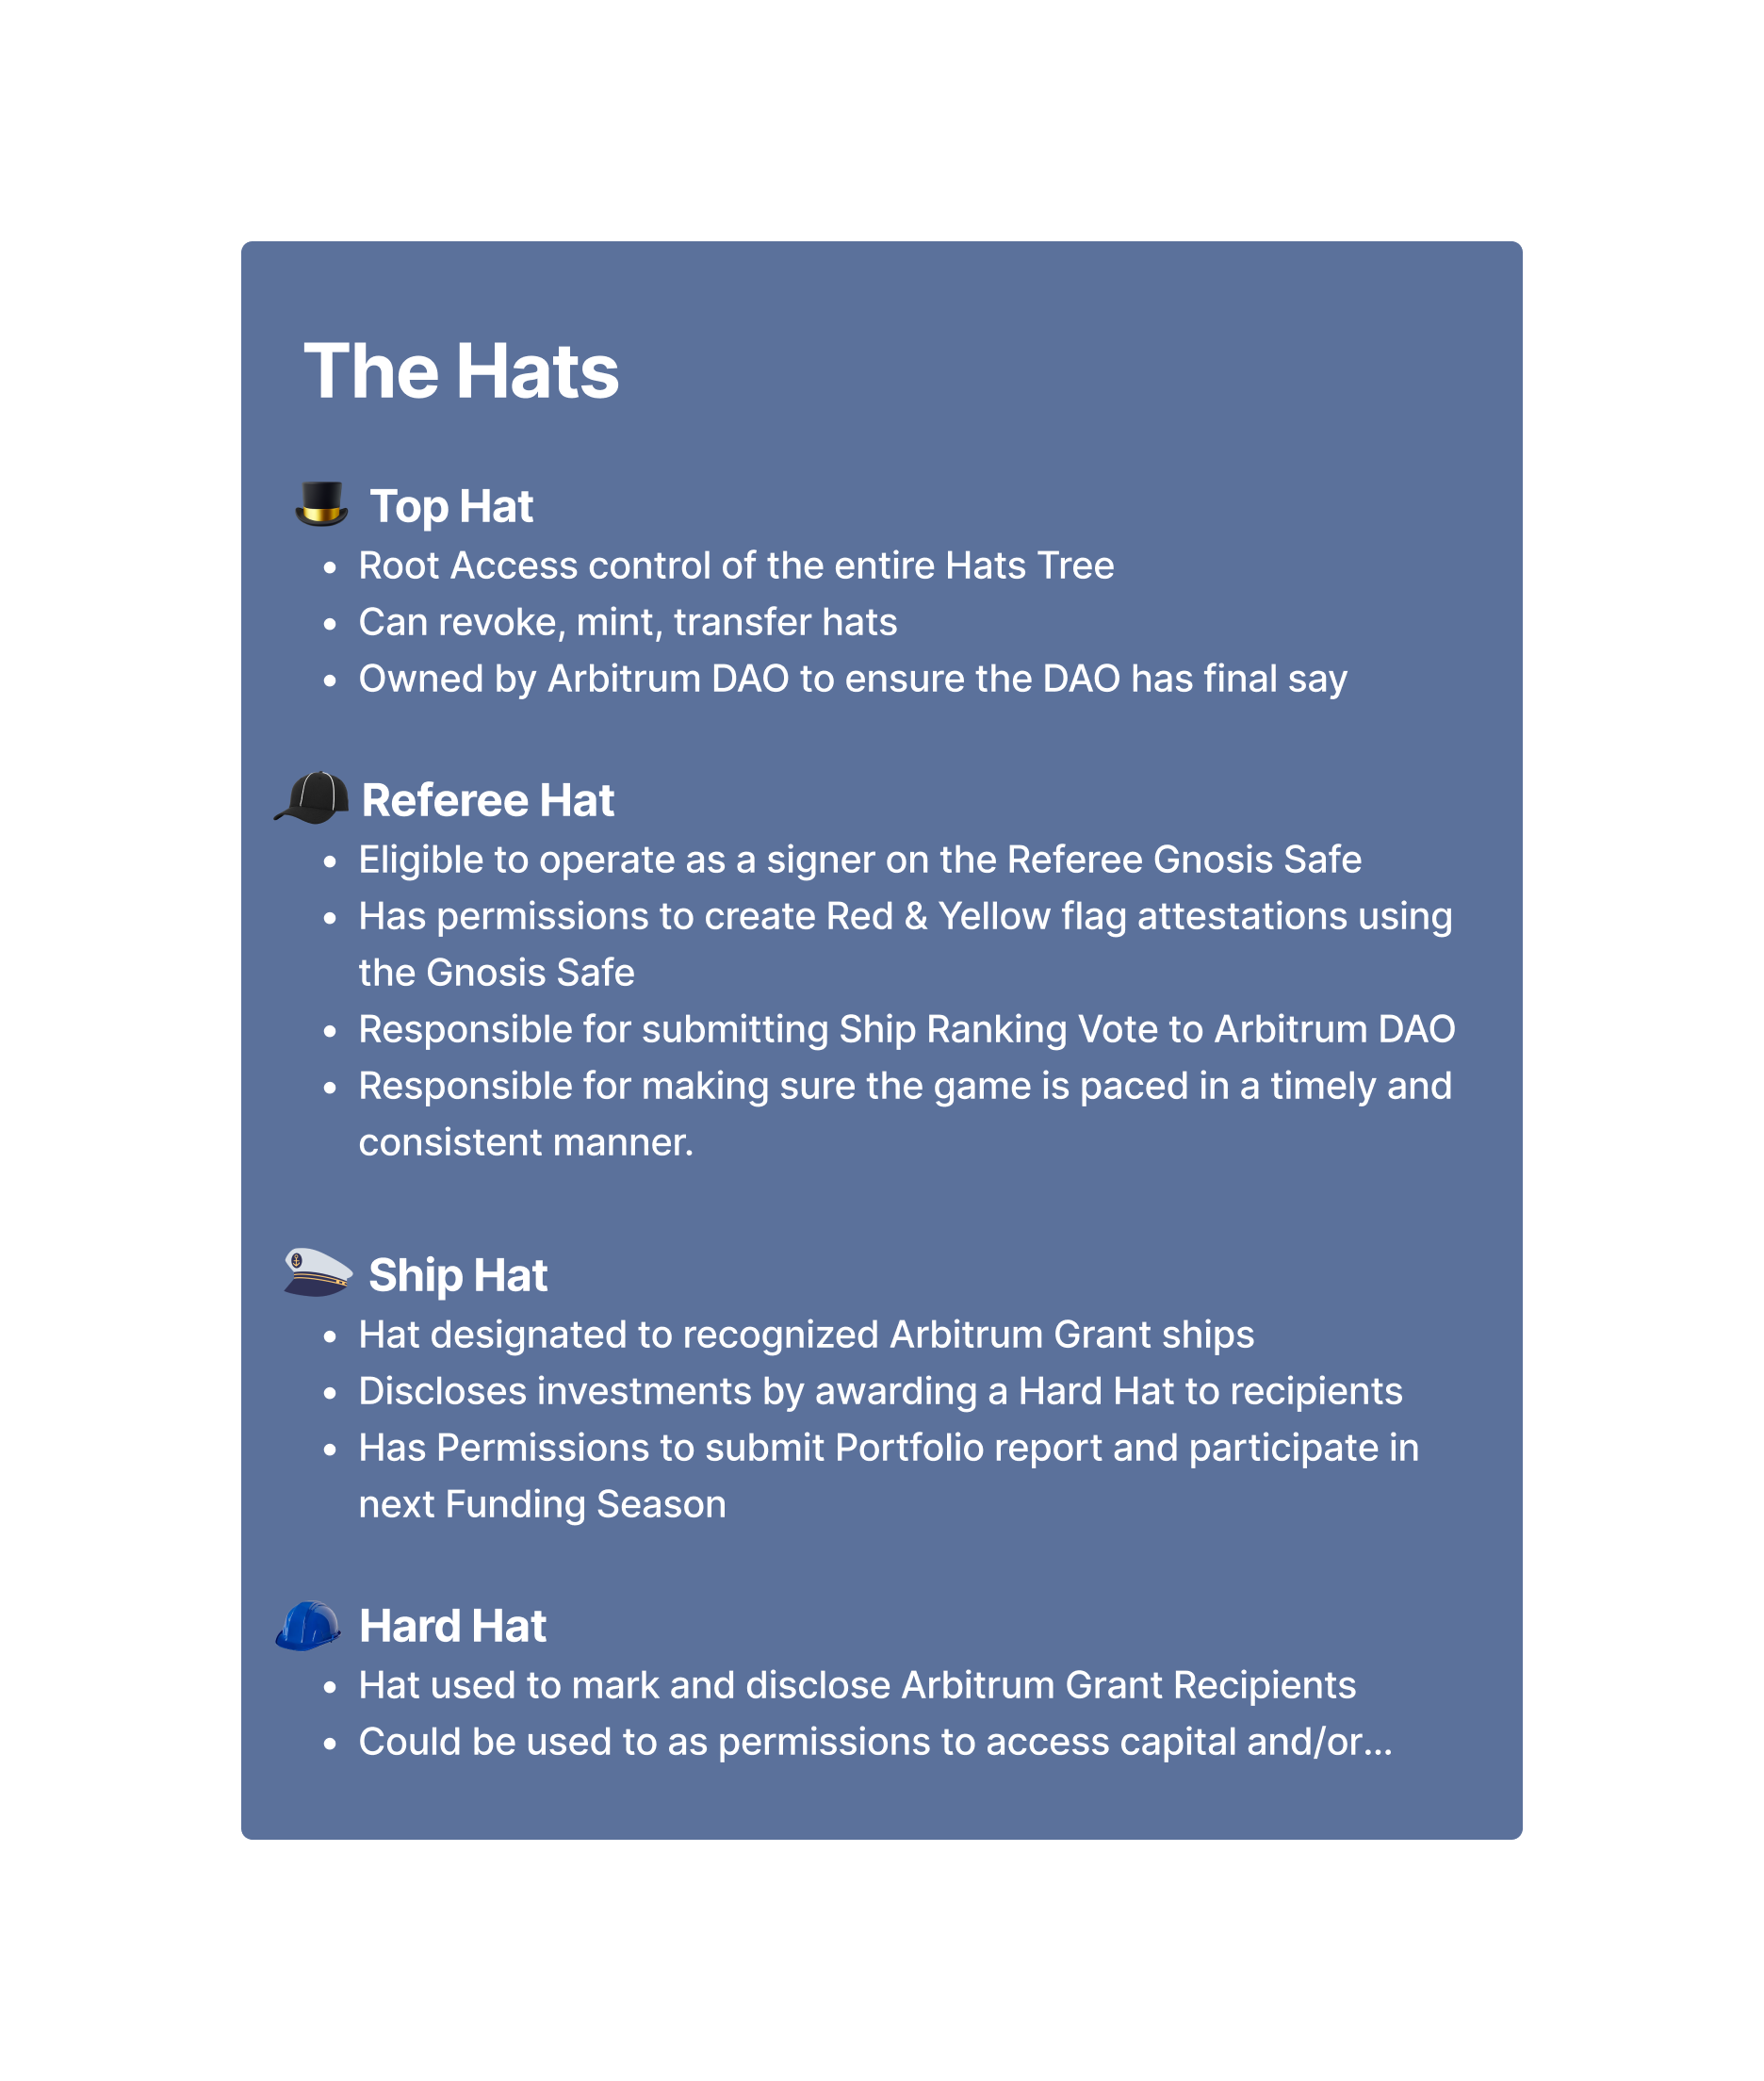 The Hats
Top Hat
• Root Access control of the entire Hats Tree
• Can revoke, mint, transfer hats
• Owned by Arbitrum DAO to ensure the DAO has final say
Referee Hat
• Eligible to operate as a signer on the Referee Gnosis Safe
• Has permissions to create Red & Yellow flag attestations using
the Gnosis Safe
• Responsible for submitting Ship Ranking Vote to Arbitrum DAO
• Responsible for making sure the game is paced in a timely and
consistent manner.
Ship Hat
• Hat designated to recognized Arbitrum Grant ships
• Discloses investments by awarding a Hard Hat to recipients
• Has Permissions to submit Portfolio report and participate in
next Funding Season
Hard Hat
• Hat used to mark and disclose Arbitrum Grant Recipients
• Could be used to as permissions to access capital and/or...